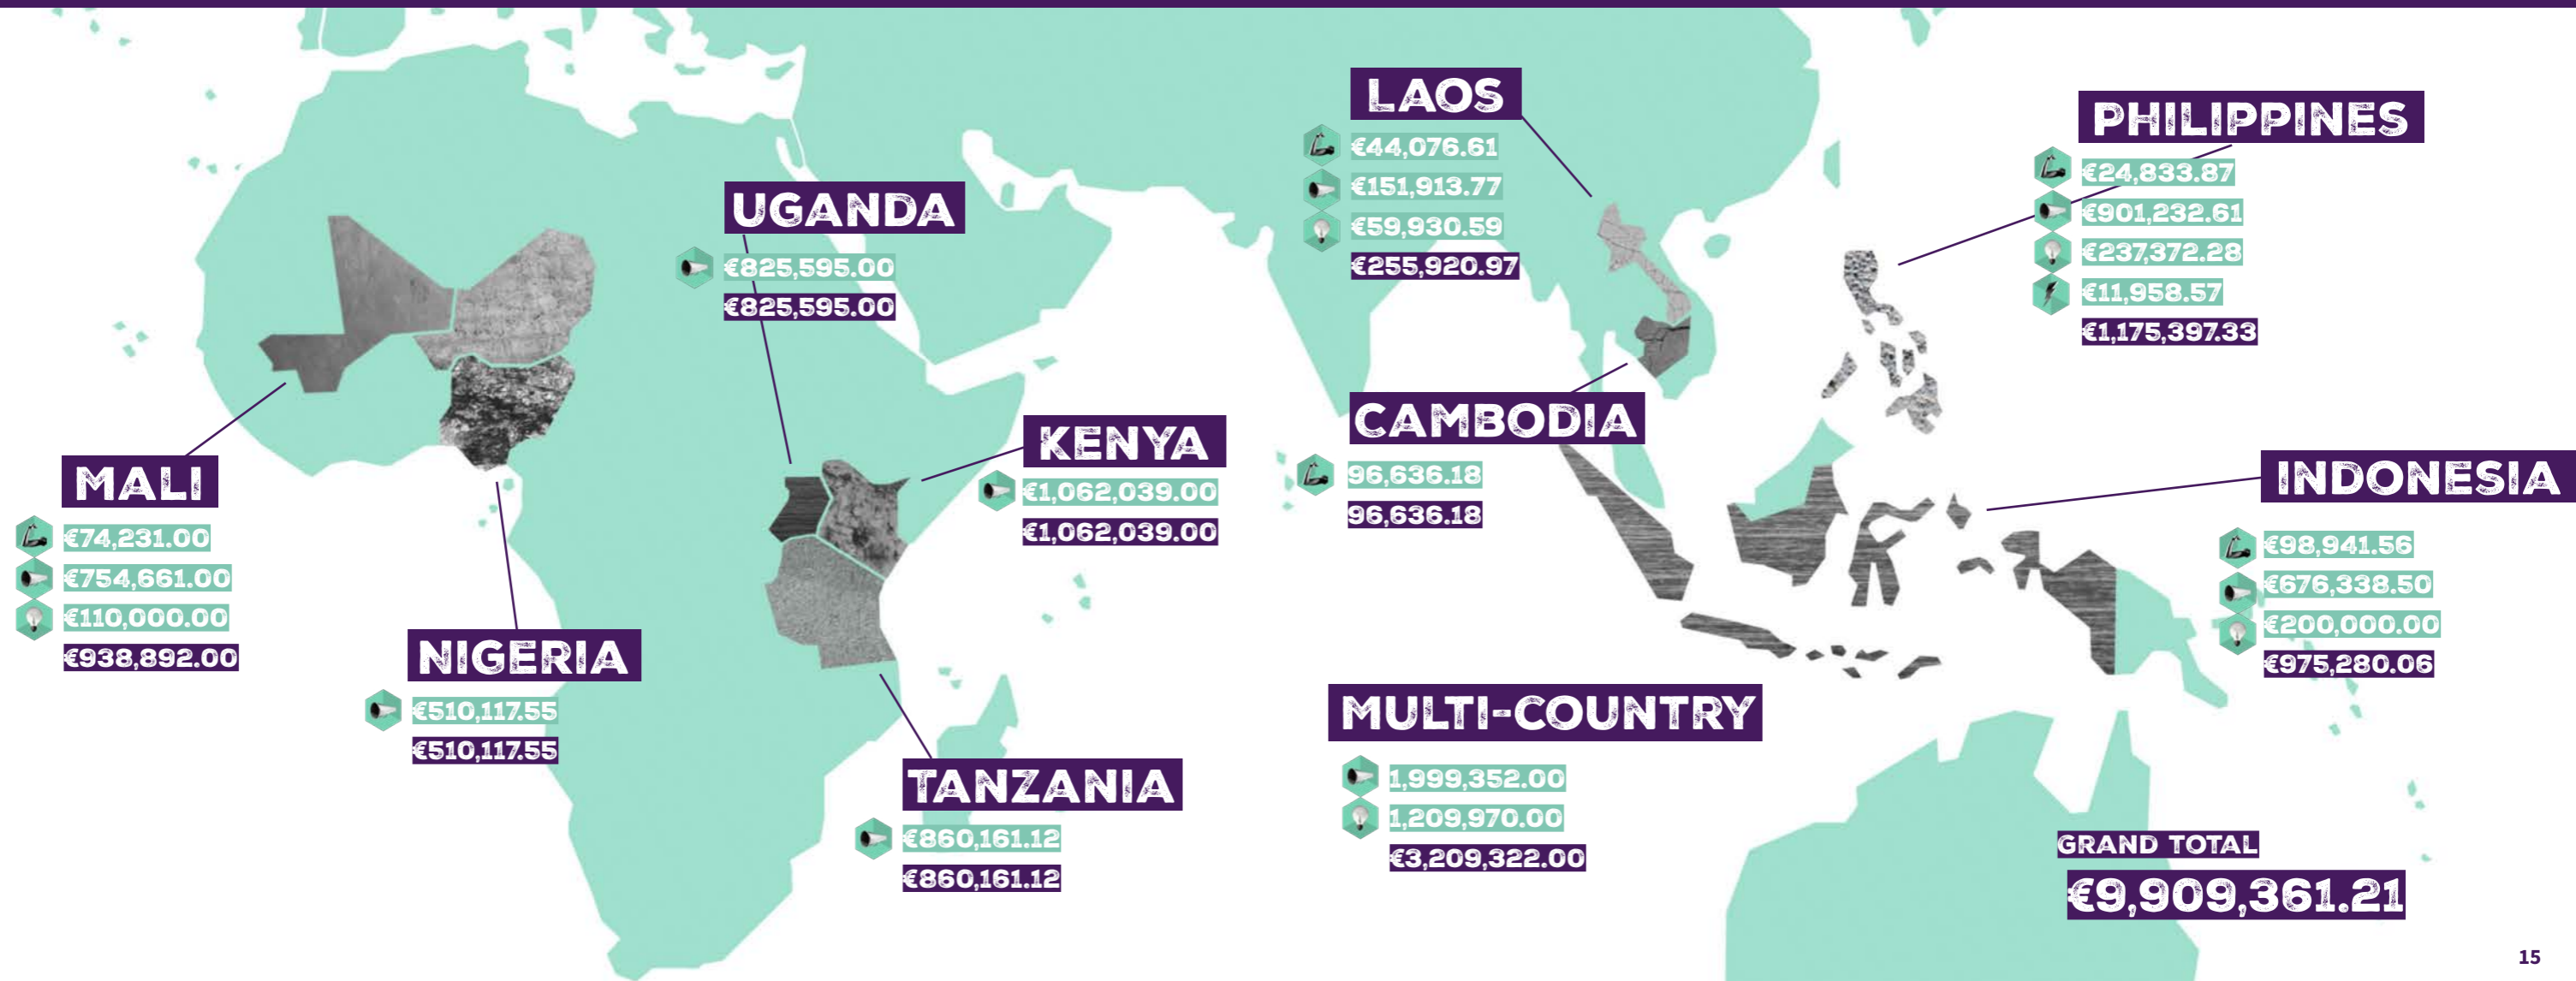 LAOS
€44,076.61
€151,913.77
€59,930.59
€255,920.97
PHILIPPINES
€24,833.87
€901,232.61
€237,372.28
€11,958.57
€1,175,397.33
UGANDA
€825,595.00
€825,595.00
KENYA
€1,062,039.00
€1,062,039.00
CAMBODIA
96,636.18
96,636.18
INDONESIA
€98,941.56
€676,338.50
€200,000.00
€975,280.06
MALI
€74,231.00
€754,661.00
€110,000.00
€938,892.00
NIGERIA
€510,117.55
€510,117.55
TANZANIA
€860,161.12
€860,161.12
MULTI-COUNTRY
1,999,352.00
1,209,970.00
€3,209,322.00
GRAND TOTAL
€9,909,361.21
15